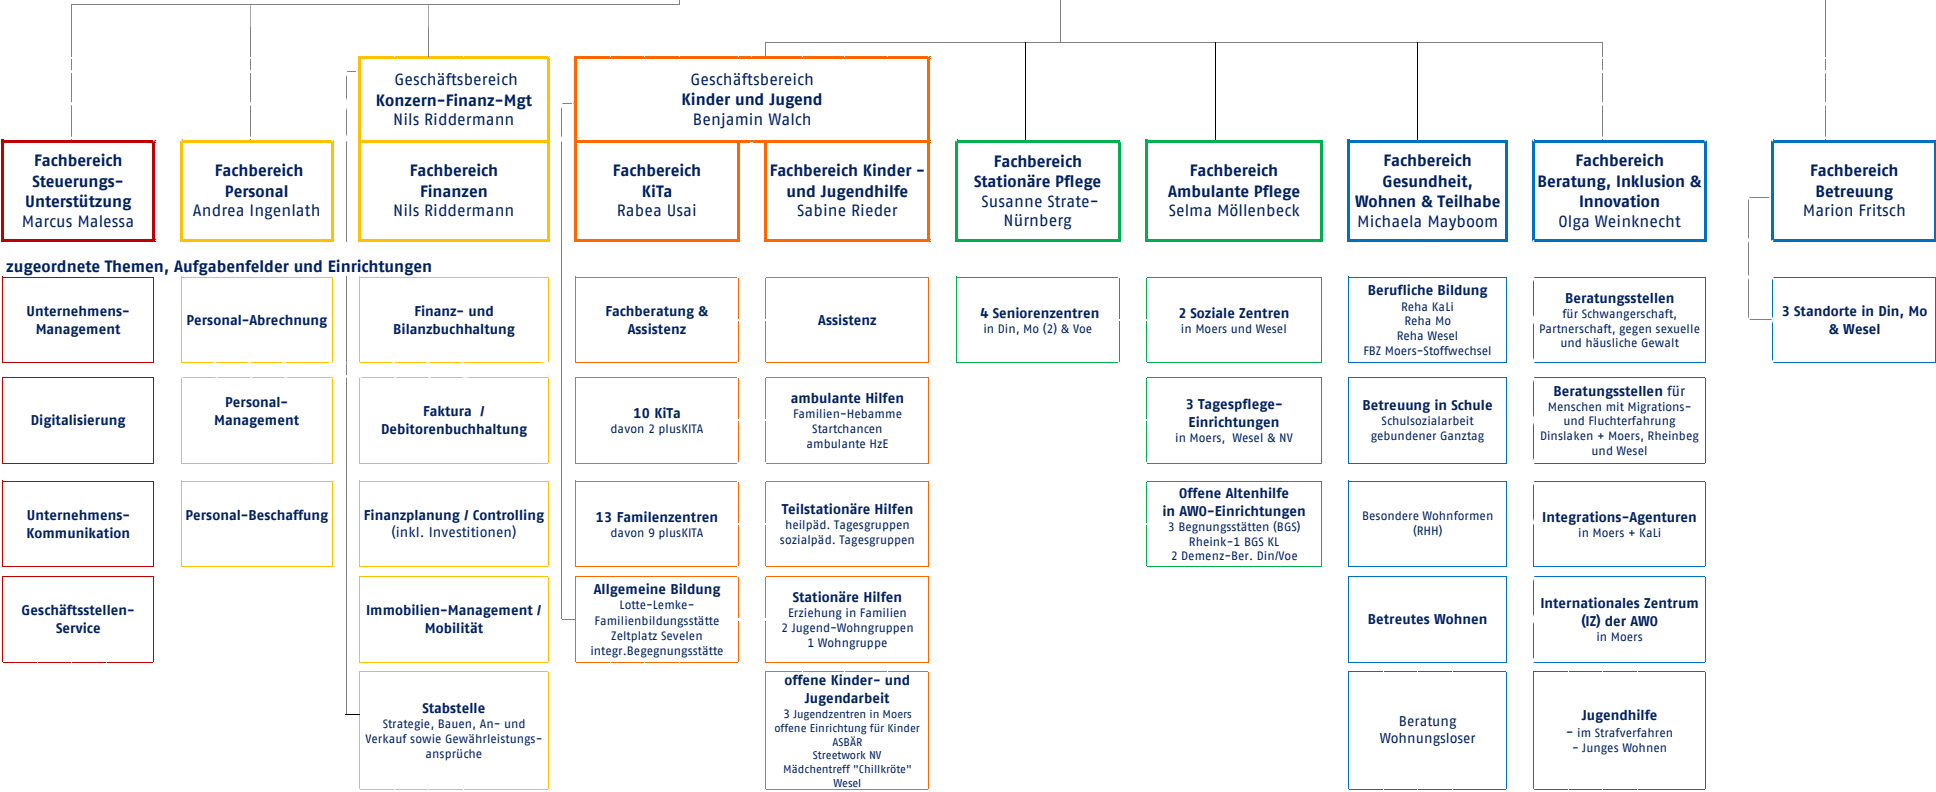 Geschäftsbereich
Konzern-Finanz-Mgt
Nils Riddermann
Geschäftsbereich
Kinder und Jugend
Benjamin Walch
Fachbereich
Steuerungs-
Unterstützung
Marcus Malessa
Fachbereich
Personal
Andrea Ingenlath
Fachbereich
Finanzen
Nils Riddermann
Fachbereich
KiTa
Rabea Usai
Fachbereich Kinder -
und Jugendhilfe
Sabine Rieder
Fachbereich
Stationäre Pflege
Susanne Strate-
Nürnberg
Fachbereich
Ambulante Pflege
Selma Möllenbeck
Fachbereich
Gesundheit,
Wohnen & Teilhabe
Michaela Mayboom
Fachbereich
Beratung, Inklusion &
Innovation
Olga Weinknecht
Fachbereich
Betreuung
Marion Fritsch
zugeordnete Themen, Aufgabenfelder und Einrichtungen
Unternehmens-
Management
Personal-Abrechnung
Finanz- und
Bilanzbuchhaltung
Fachberatung &
Assistenz
Assistenz
4 Seniorenzentren
in Din, Mo (2) & Voe
2 Soziale Zentren
in Moers und Wesel
Berufliche Bildung
Reha KaLi
Reha Mo
Reha Wesel
FBZ Moers-Stoffwechsel
Beratungsstellen
für Schwangerschaft,
Partnerschaft, gegen sexuelle
und häusliche Gewalt
3 Standorte in Din, Mo
& Wesel
Digitalisierung
Personal-
Management
Faktura /
Debitorenbuchhaltung
10 KiTa
davon 2 plusKITA
ambulante Hilfen
Familien-Hebamme
Startchancen
ambulante HzE
3 Tagespflege-
Einrichtungen
in Moers, Wesel & NV
Betreuung in Schule
Schulsozialarbeit
gebundener Ganztag
Beratungsstellen für
Menschen mit Migrations-
und Fluchterfahrung
Dinslaken + Moers, Rheinbeg
und Wesel
Unternehmens-
Kommunikation
Personal-Beschaffung
Finanzplanung / Controlling
(inkl. Investitionen)
13 Familenzentren
davon 9 plusKITA
Teilstationäre Hilfen
heilpäd. Tagesgruppen
sozialpäd. Tagesgruppen
Offene Altenhilfe
in AWO-Einrichtungen
3 Begnungsstätten (BGS)
Rheink-1 BGS KL
2 Demenz-Ber. Din/Voe
Besondere Wohnformen
(RHH)
Integrations-Agenturen
in Moers + KaLi
Geschäftsstellen-
Service
Immobilien-Management /
Mobilität
Allgemeine Bildung
Lotte-Lemke-
Familienbildungsstätte
Zeltplatz Sevelen
integr.Begegnungsstätte
Stationäre Hilfen
Erziehung in Familien
2 Jugend-Wohngruppen
1 Wohngruppe
Betreutes Wohnen
Internationales Zentrum
(IZ) der AWO
in Moers
Stabstelle
Strategie, Bauen, An- und
Verkauf sowie Gewährleistungs-
ansprüche
offene Kinder- und
Jugendarbeit
3 Jugendzentren in Moers
offene Einrichtung für Kinder
ASBÄR
Streetwork NV
Mädchentreff "Chillkröte"
Wesel
Beratung
Wohnungsloser
Jugendhilfe
- im Strafverfahren
- Junges Wohnen